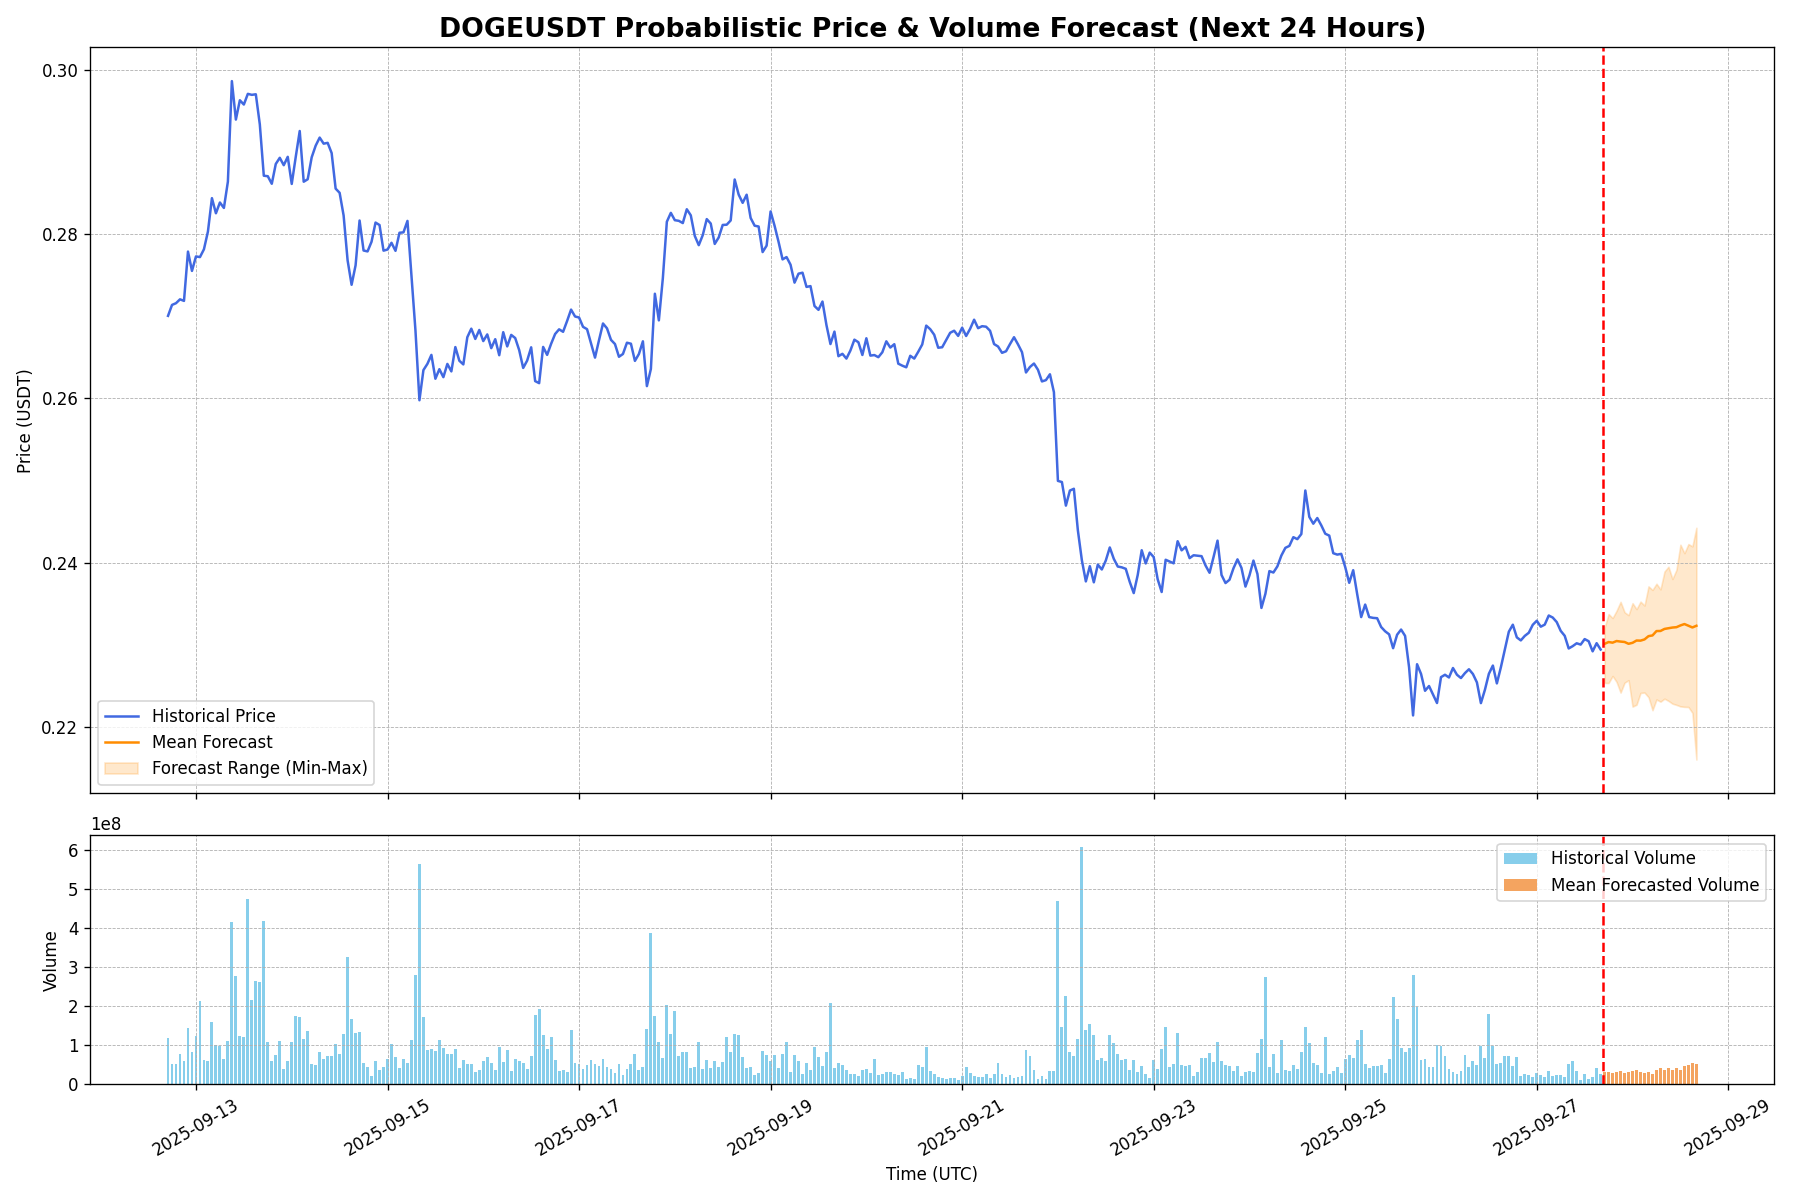 DOGEUSDT Probabilistic Price & Volume Forecast (Next 24 Hours)
0.30
0.28
0.26
0.24
0.22
Price (USDT)
Historical Price
Mean Forecast
Forecast Range (Min-Max)
1e8
6
5
4
3
2
1
0
Volume
Historical Volume
Mean Forecasted Volume
2025-09-13
2025-09-15
2025-09-17
2025-09-19
2025-09-21
2025-09-23
2025-09-25
2025-09-27
2025-09-29
Time (UTC)